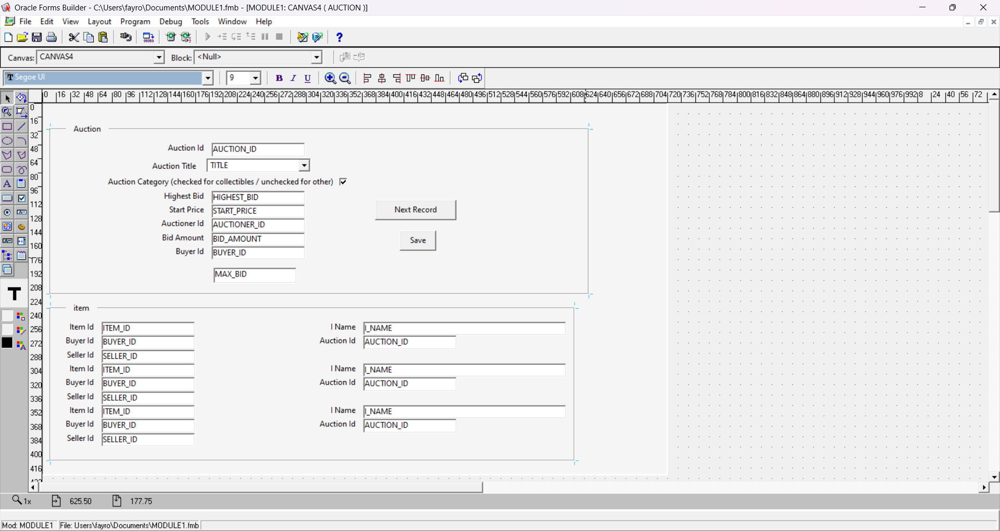 Oracle Forms Builder - C:\Users\fayro\Documents\MODULE1.fmb - [MODULE1: CANVAS4 ( AUCTION )]
File Edit View Layout Program Debug Tools Window Help
Canvas: CANVAS4 Block: <Null>
Segoe UI 9 B I U
0 16 32 48 64 80 96 112 128 144 160 176 192 208 224 240 256 272 288 304 320 336 352 368 384 400 416 432 448 464 480 496 512 528 544 560 576 592 608 624 640 656 672 688 704 720 736 752 768 784 800 816 832 848 864 880 896 912 928 944 960 976 992 8 24 40 56 72
0
16
32
48
64
80
96
112
128
144
160
176
192
208
224
240
256
272
288
304
320
336
352
368
384
400
416
Auction
Auction Id AUCTION_ID
Auction Title TITLE
Auction Category (checked for collectibles / unchecked for other)
Highest Bid HIGHEST_BID
Start Price START_PRICE
Next Record
Auctioner Id AUCTIONER_ID
Bid Amount BID_AMOUNT
Save
Buyer Id BUYER_ID
MAX_BID
item
Item Id ITEM_ID I Name I_NAME
Buyer Id BUYER_ID Auction Id AUCTION_ID
Seller Id SELLER_ID
Item Id ITEM_ID I Name I_NAME
Buyer Id BUYER_ID Auction Id AUCTION_ID
Seller Id SELLER_ID
Item Id ITEM_ID I Name I_NAME
Buyer Id BUYER_ID Auction Id AUCTION_ID
Seller Id SELLER_ID
1x 625.50 177.75
Mod: MODULE1 File: Users\fayro\Documents\MODULE1.fmb